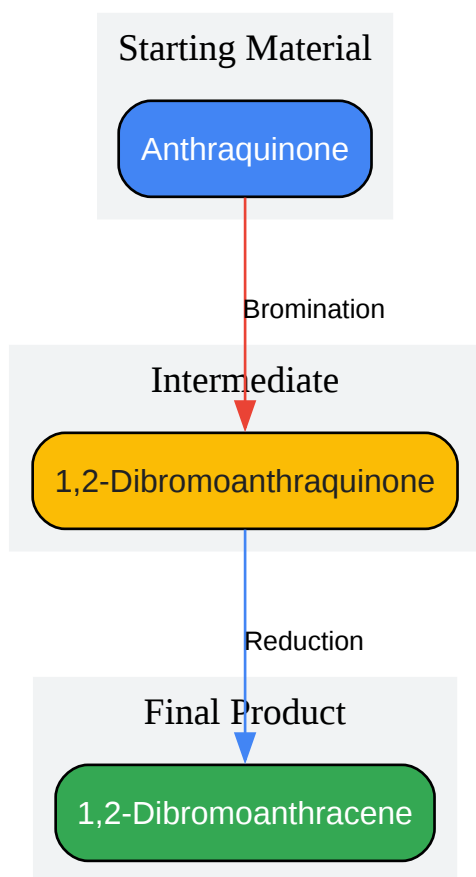 Starting Material
Anthraquinone
Bromination
Intermediate
1,2-Dibromoanthraquinone
Reduction
Final Product
1,2-Dibromoanthracene